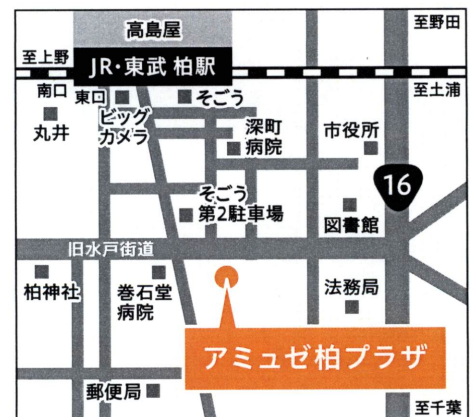 高島屋
至野田
至上野
JR・東武 柏駅
至土浦
南口
東口
そごう
丸井
ビッグ
カメラ
深町
病院
市役所
16
そごう
第2駐車場
図書館
旧水戸街道
柏神社
巻石堂
病院
法務局
アミュゼ柏プラザ
郵便局
至千葉